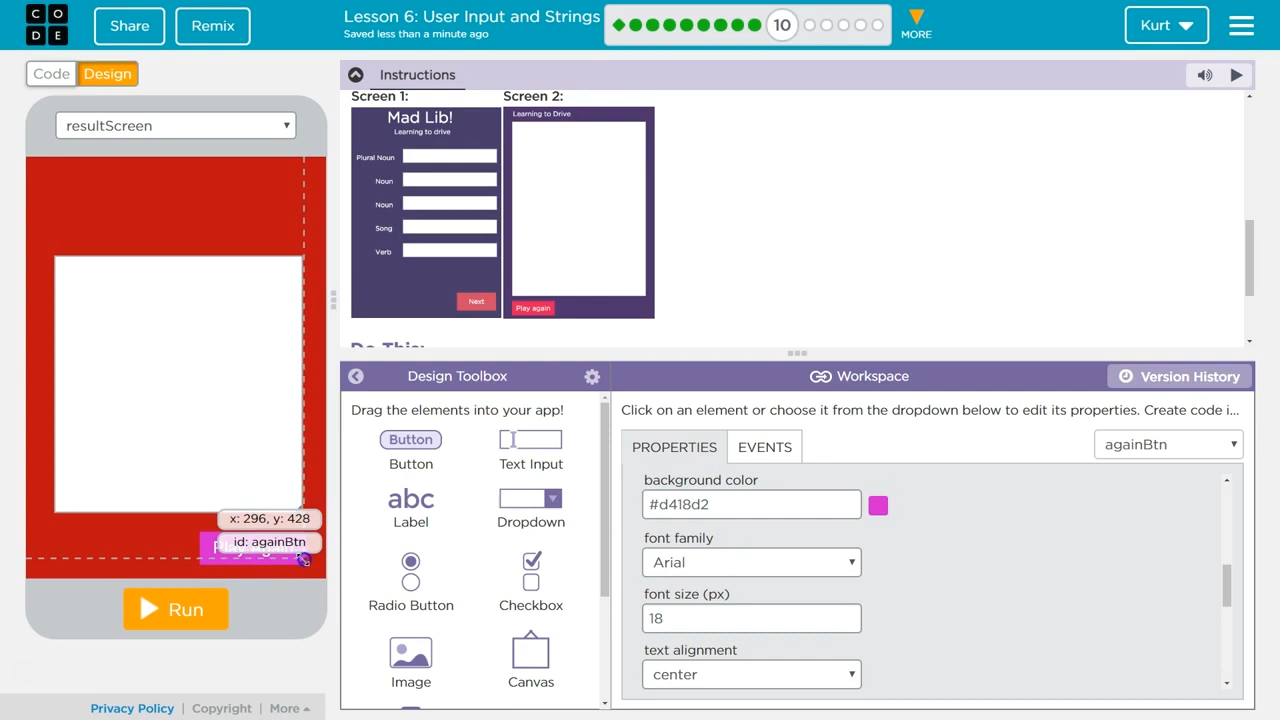 C O
D E
Share
Remix
Lesson 6: User Input and Strings
Saved less than a minute ago
10
MORE
Kurt
Code
Design
Instructions
resultScreen
Screen 1:
Screen 2:
Mad Lib!
Learning to drive
Plural Noun
Noun
Noun
Song
Verb
Next
Learning to Drive
Play again
Do This:
x: 296, y: 428
id: againBtn
Run
Design Toolbox
Workspace
Version History
Drag the elements into your app!
Button
Button
Text Input
abc
Label
Dropdown
Radio Button
Checkbox
Image
Canvas
Click on an element or choose it from the dropdown below to edit its properties. Create code i...
PROPERTIES
EVENTS
againBtn
background color
#d418d2
font family
Arial
font size (px)
18
text alignment
center
Privacy Policy | Copyright | More